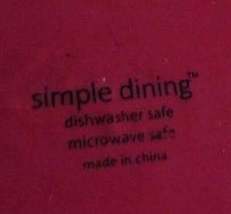 simple dining™
dishwasher safe
microwave safe
made in china